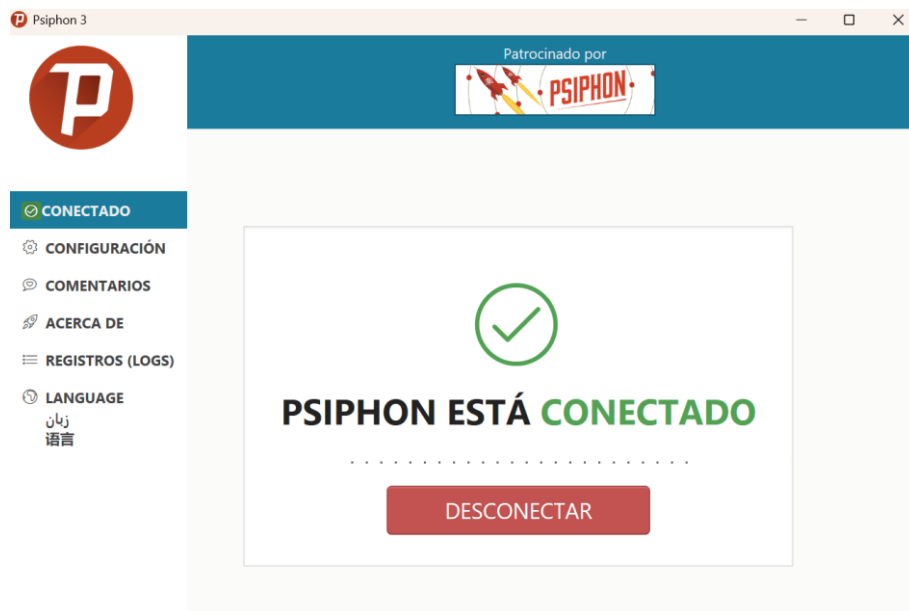 Psiphon 3
Patrocinado por
PSIPHON
CONECTADO
CONFIGURACIÓN
COMENTARIOS
ACERCA DE
REGISTROS (LOGS)
LANGUAGE
زبان
语言
PSIPHON ESTÁ CONECTADO
DESCONECTAR